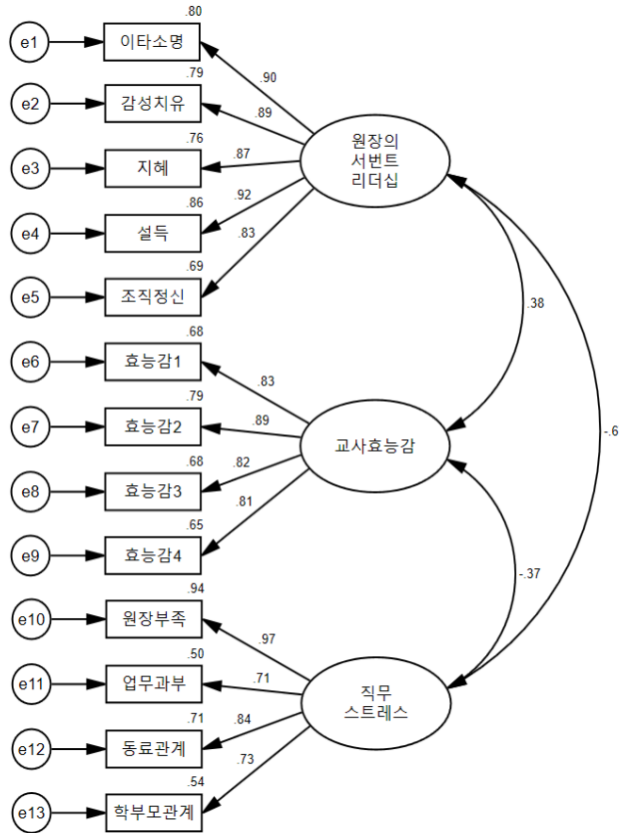 .80
e1
이타소명
.90
.79
e2
감성치유
.89
.76
e3
지혜
.87
.86
e4
설득
.92
.69
e5
조직정신
.83
원장의
서번트
리더십
.38
.68
e6
효능감1
.83
.79
e7
효능감2
.89
.68
e8
효능감3
.82
.65
e9
효능감4
.81
교사효능감
-.6
-.37
.94
e10
원장부족
.97
.50
e11
업무과부
.71
.71
e12
동료관계
.84
.54
e13
학부모관계
.73
직무
스트레스